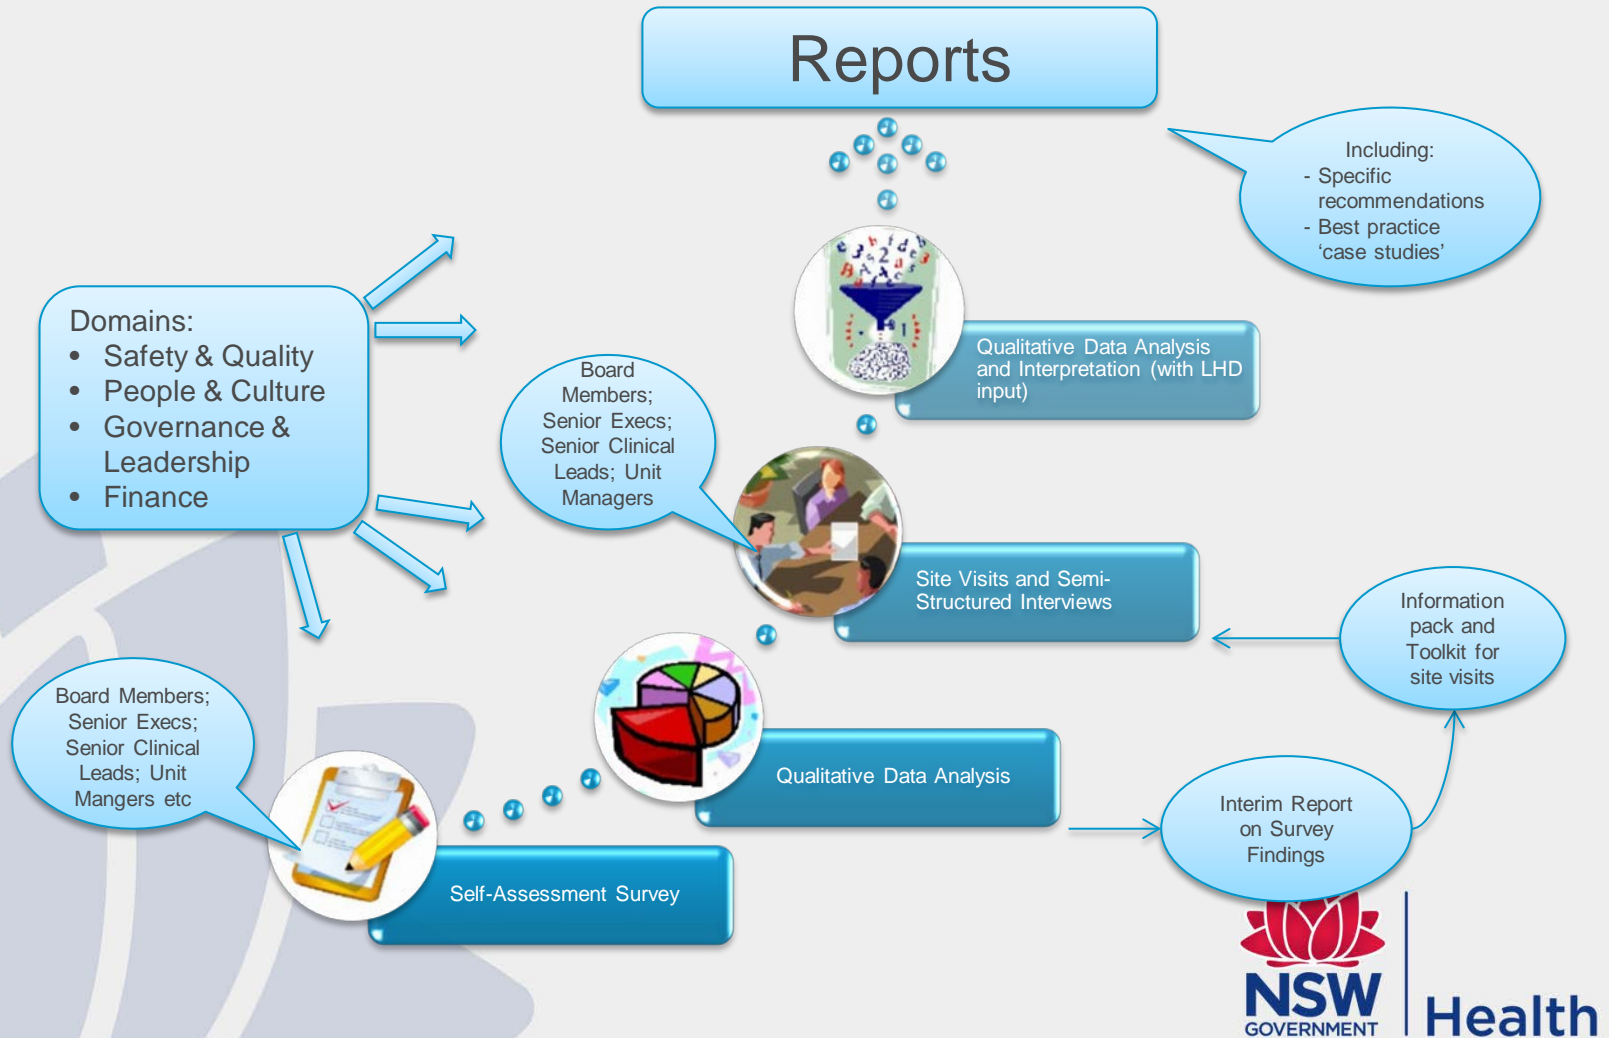 Reports
Including:
- Specific
recommendations
- Best practice
‘case studies’
Domains:
• Safety & Quality
• People & Culture
• Governance &
Leadership
• Finance
Qualitative Data Analysis
and Interpretation (with LHD
input)
Board
Members;
Senior Execs;
Senior Clinical
Leads; Unit
Managers
Site Visits and Semi-
Structured Interviews
Information
pack and
Toolkit for
site visits
Board Members;
Senior Execs;
Senior Clinical
Leads; Unit
Mangers etc
Qualitative Data Analysis
Interim Report
on Survey
Findings
Self-Assessment Survey
NSW
GOVERNMENT
Health